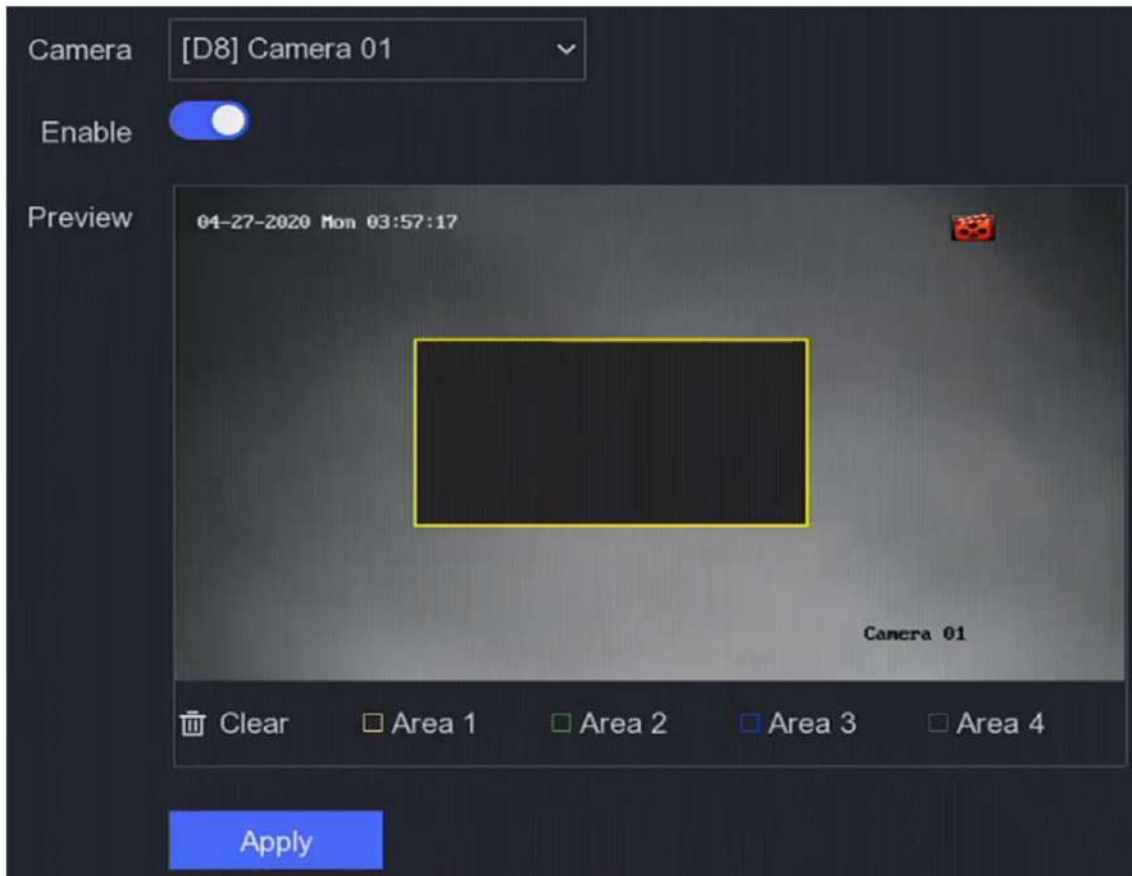 Camera [D8] Camera 01
Enable
Preview
04-27-2020 Mon 03:57:17
Camera 01
Clear Area 1 Area 2 Area 3 Area 4
Apply